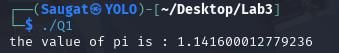 ┌──(Saugat㉿YOLO)-[~/Desktop/Lab3]
└─$ ./Q1
the value of pi is : 1.141600012779236